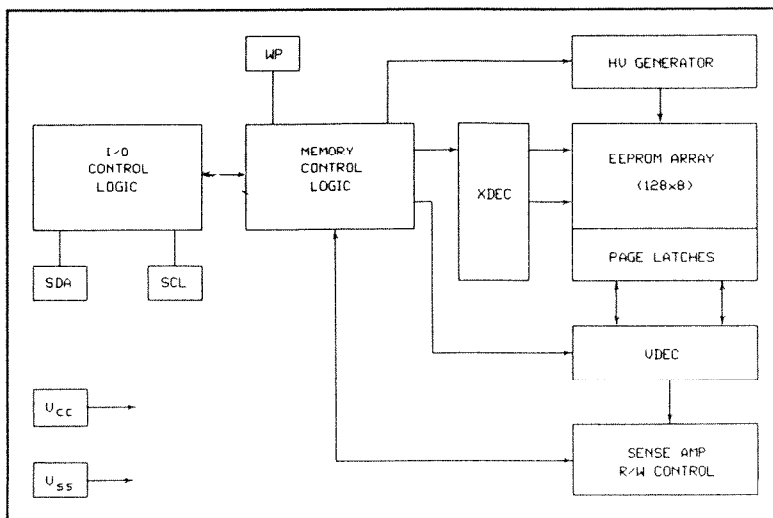 WP
HV GENERATOR
I/O
CONTROL
LOGIC
MEMORY
CONTROL
LOGIC
XDEC
EEPROM ARRAY
(128x8)
PAGE LATCHES
SDA
SCL
VDEC
VCC
SENSE AMP
R/W CONTROL
VSS